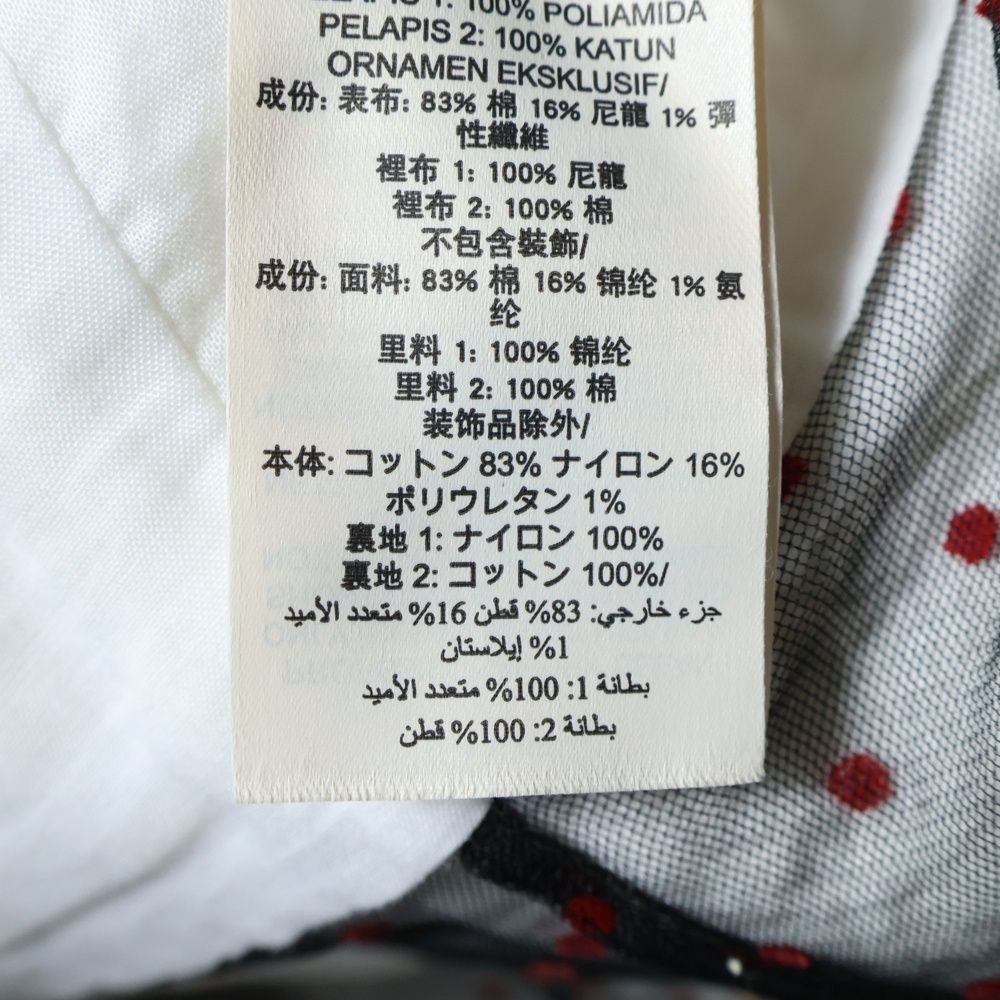 PELAPIS 1: 100% POLIAMIDA
PELAPIS 2: 100% KATUN
ORNAMEN EKSKLUSIF/
成份: 表布: 83% 棉 16% 尼龍 1% 彈
性纖維
裡布 1: 100% 尼龍
裡布 2: 100% 棉
不包含裝飾/
成份: 面料: 83% 棉 16% 锦纶 1% 氨
纶
里料 1: 100% 锦纶
里料 2: 100% 棉
装饰品除外/
本体: コットン 83% ナイロン 16%
ポリウレタン 1%
裏地 1: ナイロン 100%
裏地 2: コットン 100%/
جزء خارجي: 83% قطن 16% متعدد الأميد
1% إيلاستان
بطانة 1: 100% متعدد الأميد
بطانة 2: 100% قطن